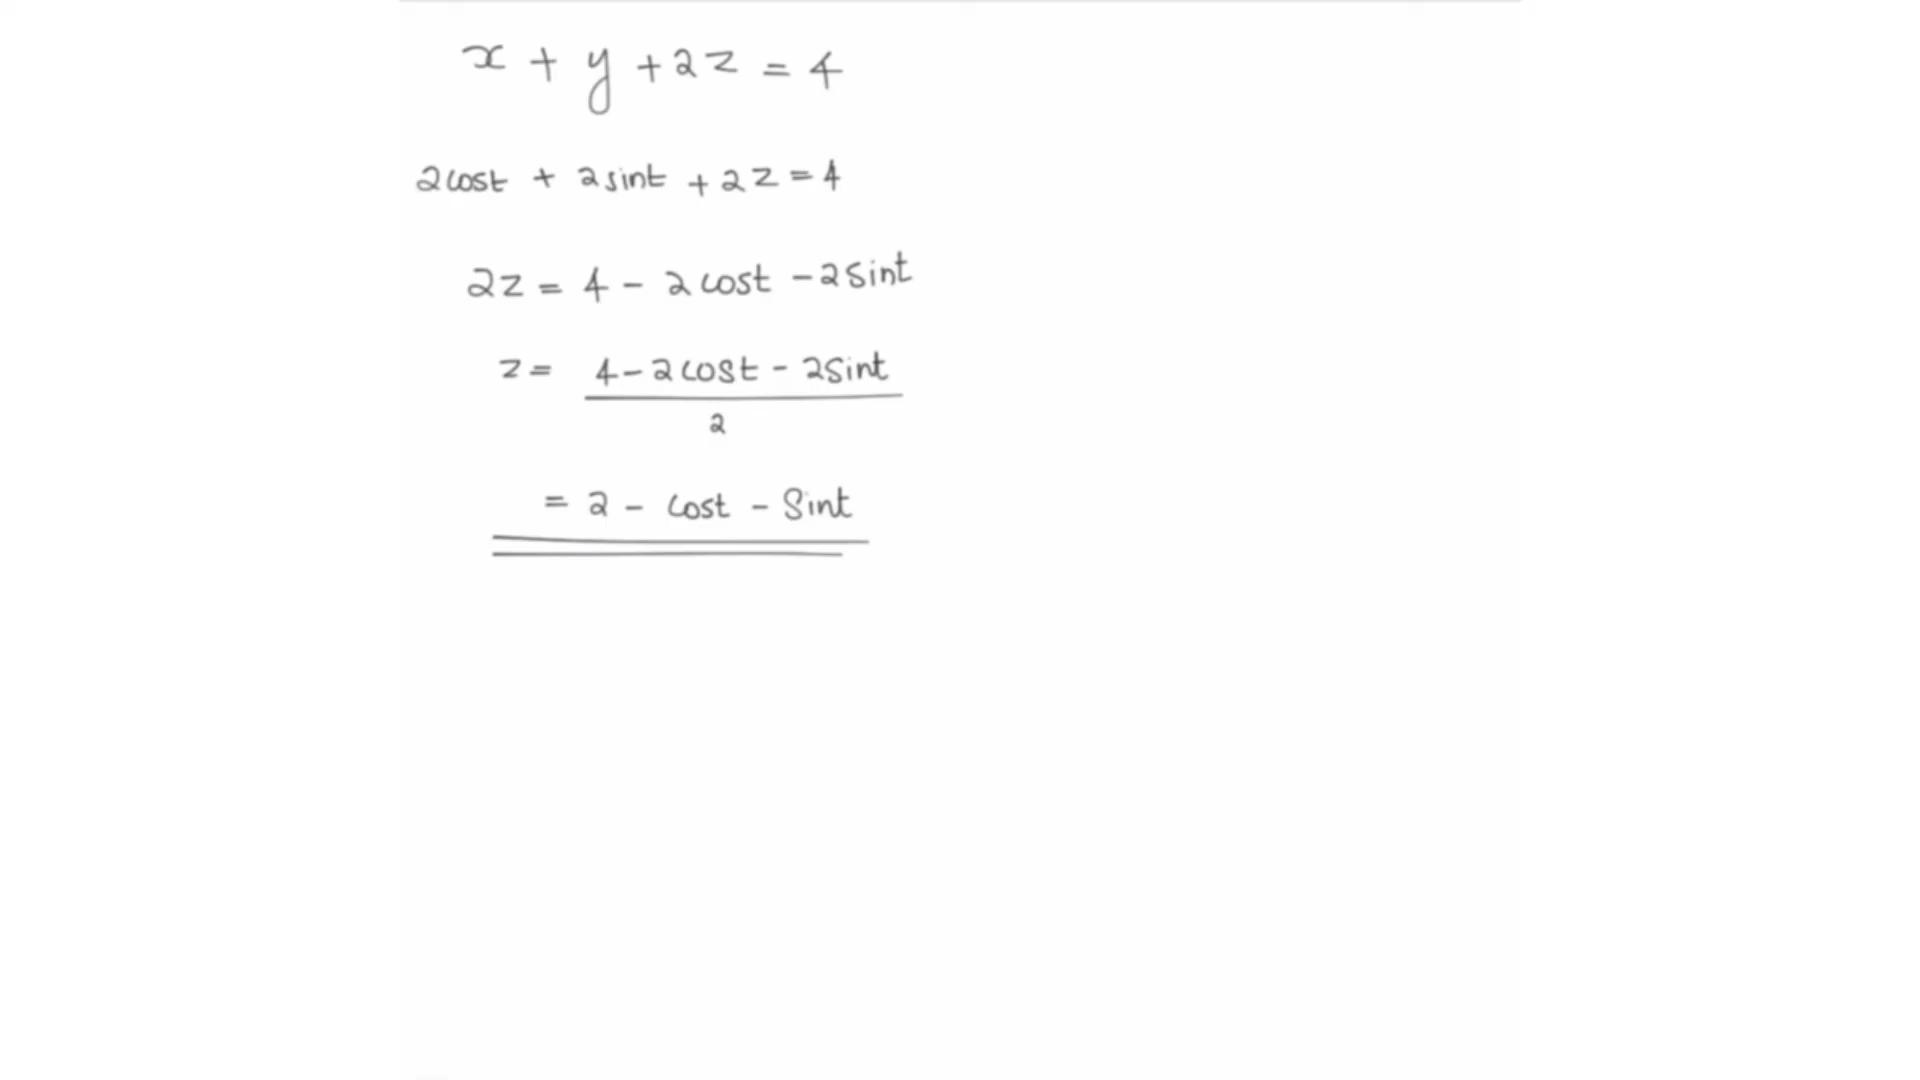 x + y + 2z = 4
2cost + 2sint + 2z = 4
2z = 4 - 2cost - 2sint
z = 4 - 2cost - 2sint
2
= 2 - cost - Sint